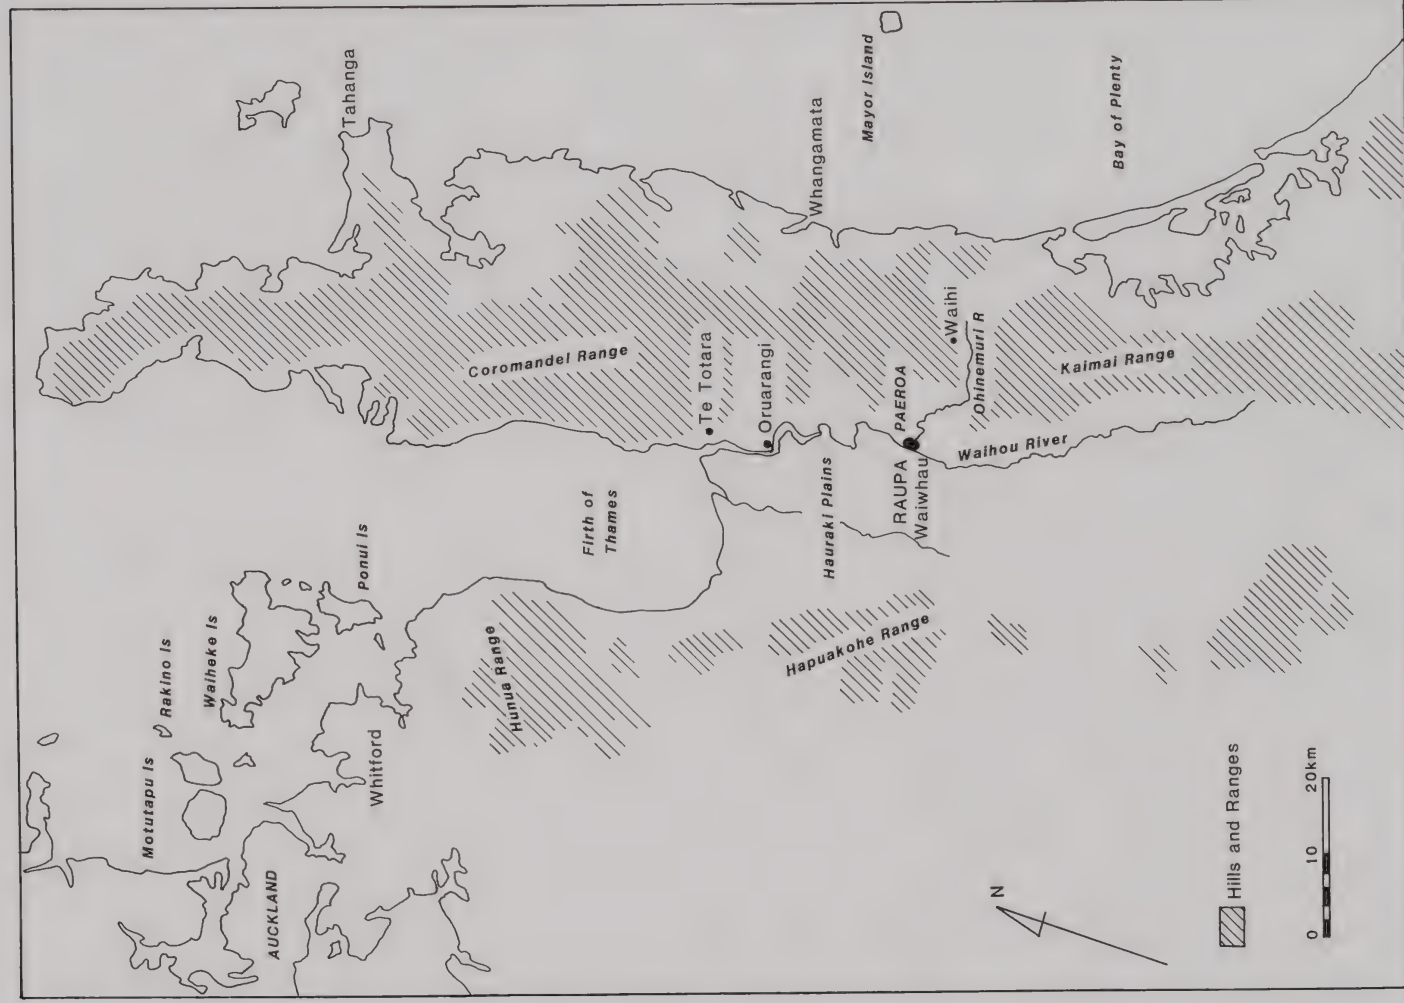 Motutapu Is
Rakino Is
Waiheke Is
Ponui Is
AUCKLAND
Whitford
Hunua Range
Firth of
Thames
Hapuakohe Range
Hauraki Plains
RAUPA
Waiwhau
PAEROA
Waihou River
Ohinemuri R
Waihi
Kaimai Range
Oruarangi
Te Totara
Coromandel Range
Tahanga
Whangamata
Mayor Island
Bay of Plenty
N
Hills and Ranges
0 10 20km